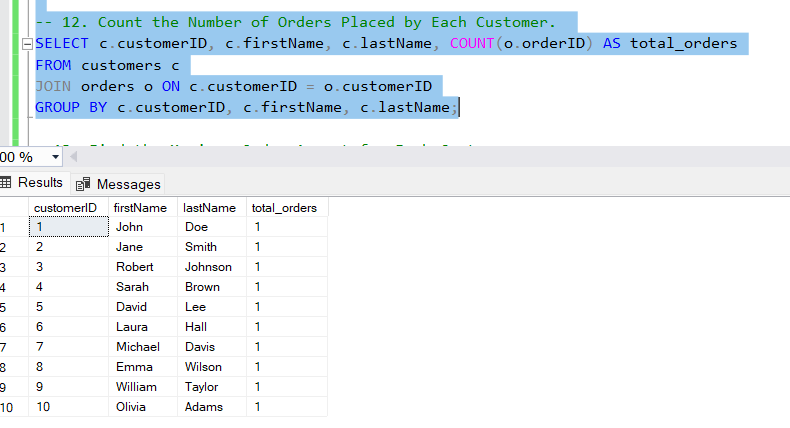 -- 12. Count the Number of Orders Placed by Each Customer.
SELECT c.customerID, c.firstName, c.lastName, COUNT(o.orderID) AS total_orders
FROM customers c
JOIN orders o ON c.customerID = o.customerID
GROUP BY c.customerID, c.firstName, c.lastName;
00 %
Results Messages
customerID firstName lastName total_orders
1 1 John Doe 1
2 2 Jane Smith 1
3 3 Robert Johnson 1
4 4 Sarah Brown 1
5 5 David Lee 1
6 6 Laura Hall 1
7 7 Michael Davis 1
8 8 Emma Wilson 1
9 9 William Taylor 1
10 10 Olivia Adams 1